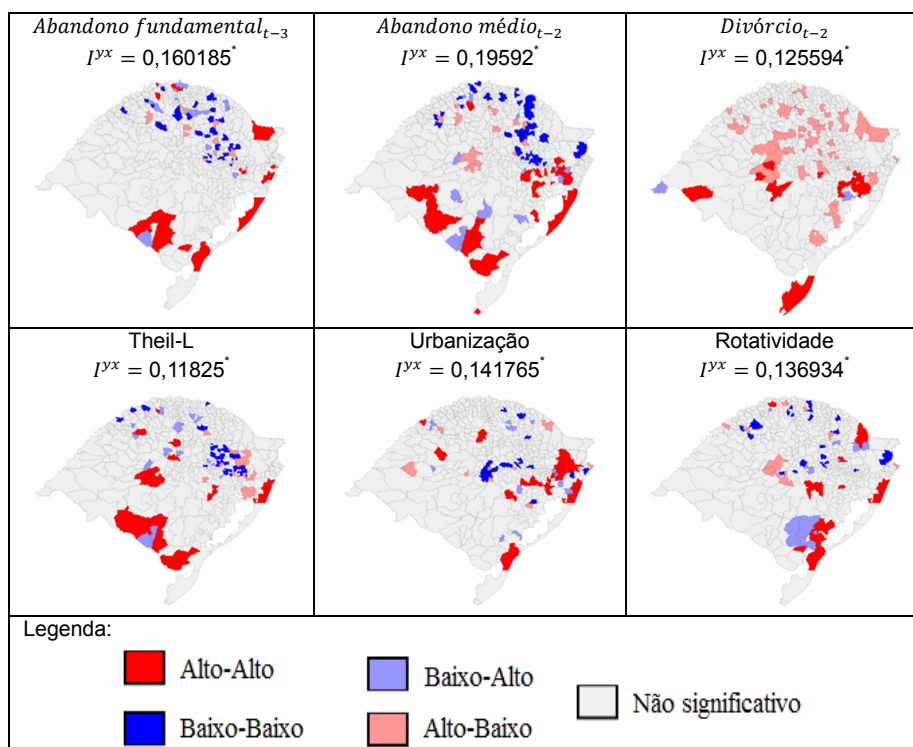 Abandono fundamental_{t−3} Abandono médio_{t−2} Divórcio_{t−2}
I^{yx} = 0,160185* I^{yx} = 0,19592* I^{yx} = 0,125594*
Theil-L Urbanização Rotatividade
I^{yx} = 0,11825* I^{yx} = 0,141765* I^{yx} = 0,136934*
Legenda:
Alto-Alto Baixo-Alto Não significativo
Baixo-Baixo Alto-Baixo